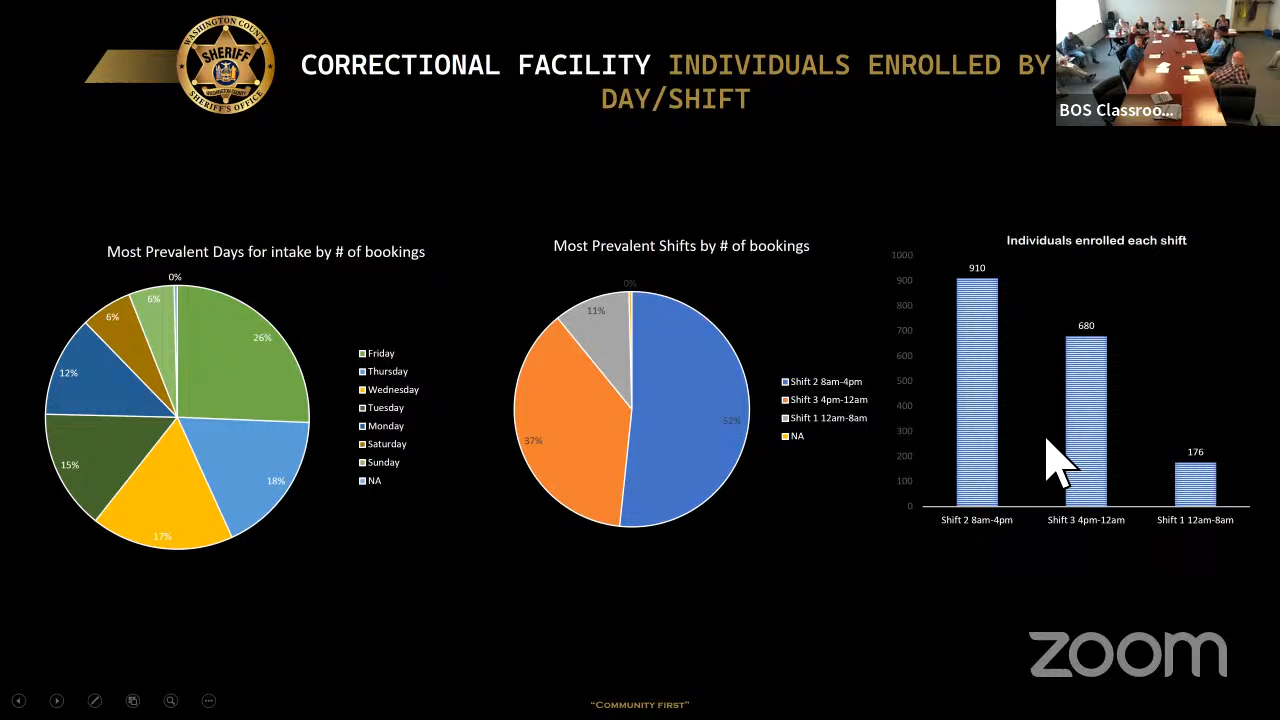 WASHINGTON COUNTY
SHERIFF
WASHINGTON COUNTY
SHERIFF'S OFFICE
CORRECTIONAL FACILITY INDIVIDUALS ENROLLED BY
DAY/SHIFT
BOS Classroo...
Most Prevalent Days for intake by # of bookings
0%
6%
6%
26%
12%
15%
18%
17%
Friday
Thursday
Wednesday
Tuesday
Monday
Saturday
Sunday
NA
Most Prevalent Shifts by # of bookings
0%
11%
52%
37%
Shift 2 8am-4pm
Shift 3 4pm-12am
Shift 1 12am-8am
NA
Individuals enrolled each shift
1000
900
800
700
600
500
400
300
200
100
0
910
680
176
Shift 2 8am-4pm
Shift 3 4pm-12am
Shift 1 12am-8am
zoom
"COMMUNITY FIRST"